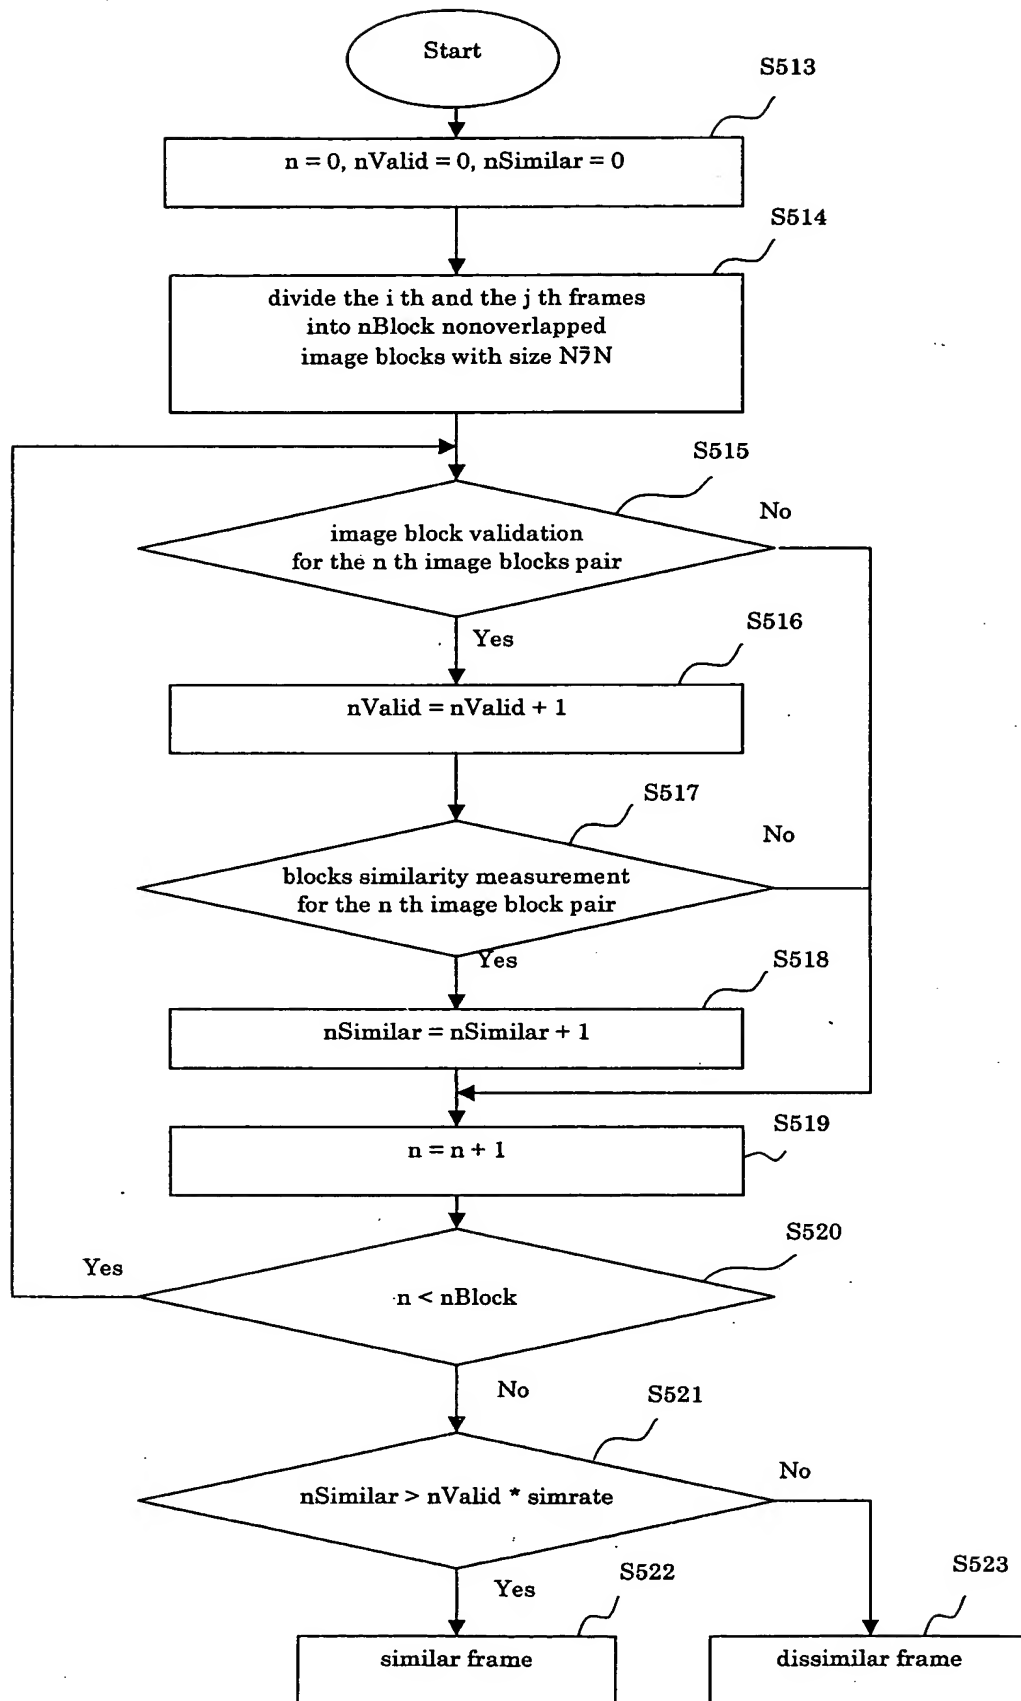 Start
S513
n = 0, nValid = 0, nSimilar = 0
S514
divide the i th and the j th frames
into nBlock nonoverlapped
image blocks with size N7̄N
S515
No
image block validation
for the n th image blocks pair
Yes
S516
nValid = nValid + 1
S517
No
blocks similarity measurement
for the n th image block pair
Yes
S518
nSimilar = nSimilar + 1
S519
n = n + 1
S520
Yes
n < nBlock
No
S521
No
nSimilar > nValid * simrate
S522
S523
Yes
similar frame
dissimilar frame